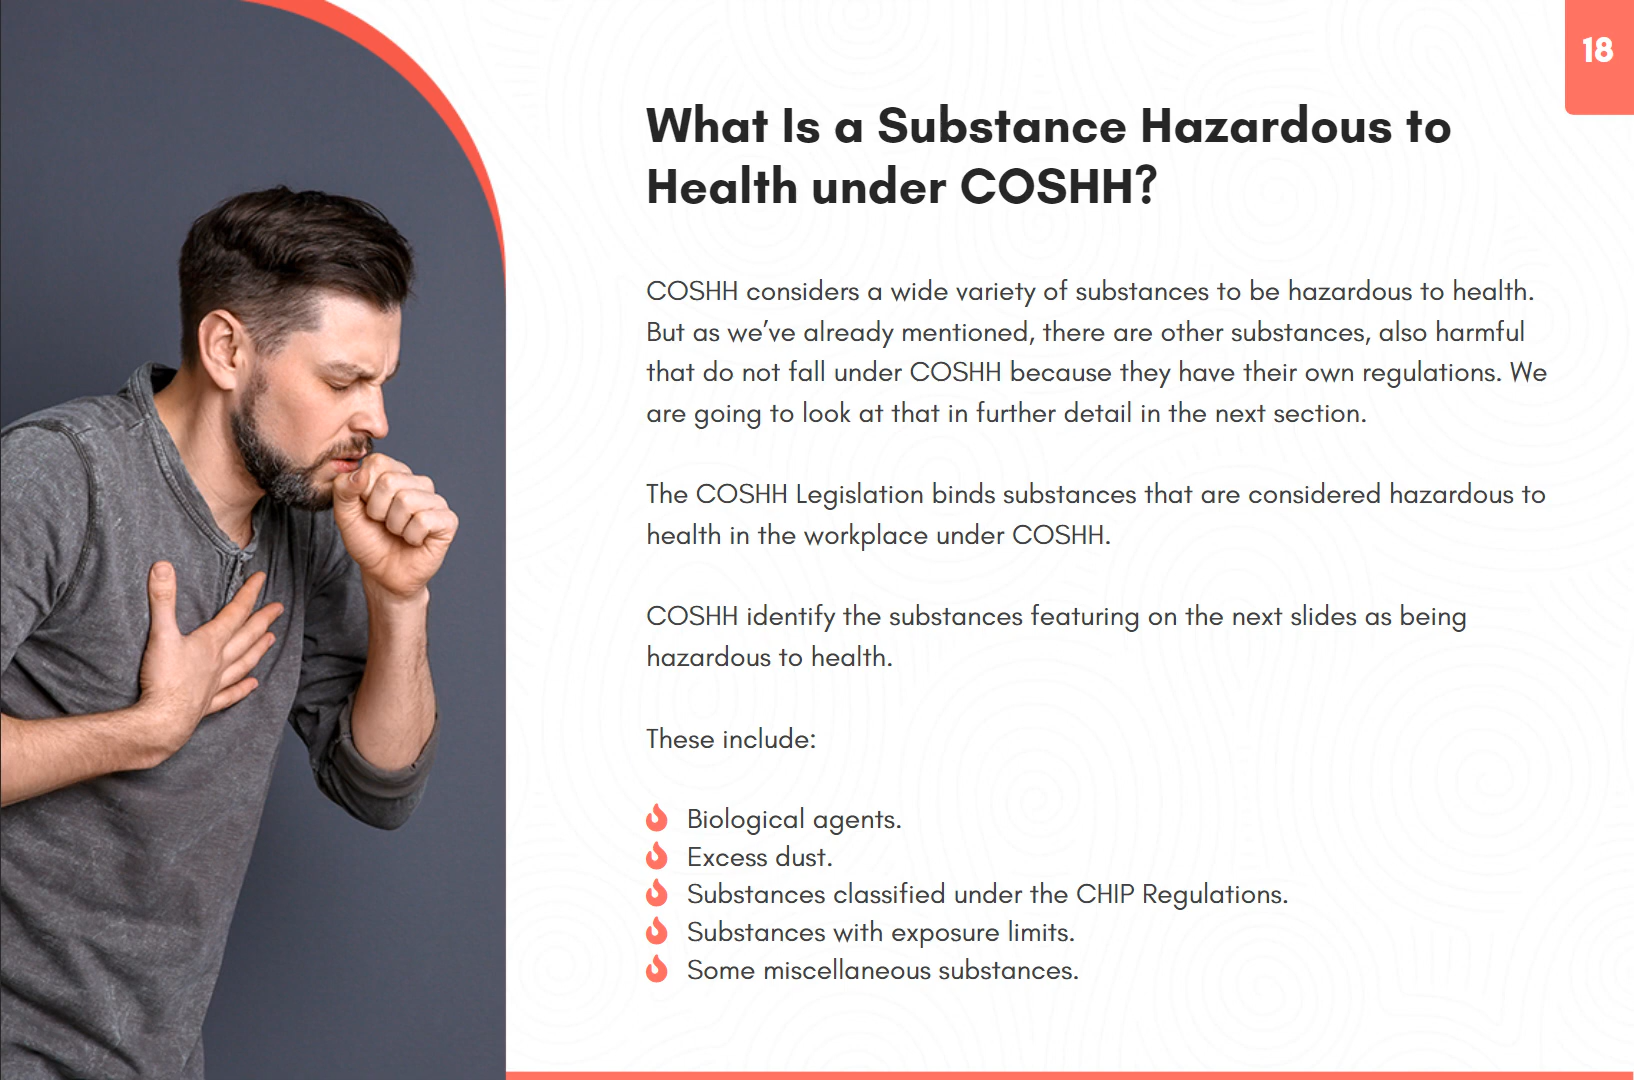 18
What Is a Substance Hazardous to
Health under COSHH?
COSHH considers a wide variety of substances to be hazardous to health.
But as we’ve already mentioned, there are other substances, also harmful
that do not fall under COSHH because they have their own regulations. We
are going to look at that in further detail in the next section.
The COSHH Legislation binds substances that are considered hazardous to
health in the workplace under COSHH.
COSHH identify the substances featuring on the next slides as being
hazardous to health.
These include:
Biological agents.
Excess dust.
Substances classified under the CHIP Regulations.
Substances with exposure limits.
Some miscellaneous substances.